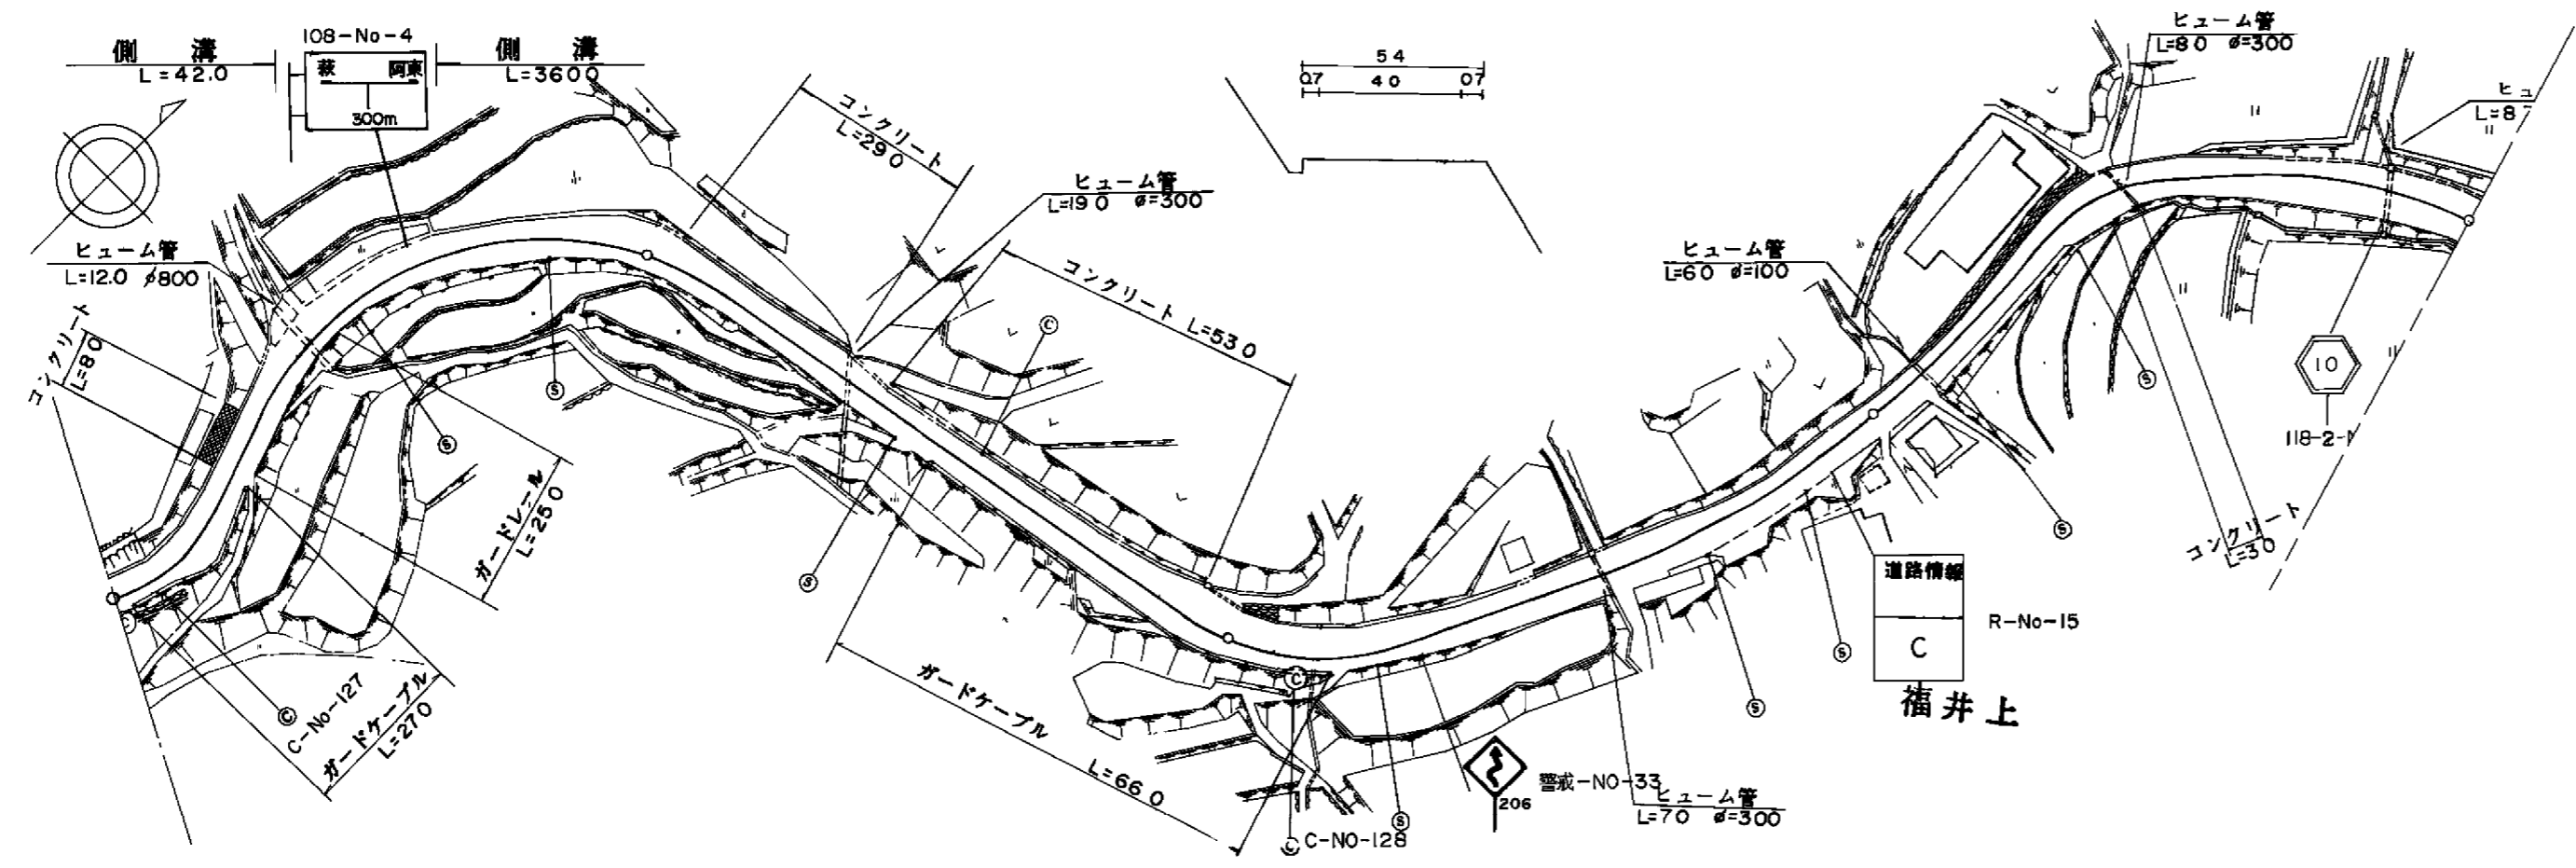 側 溝
L=42.0
108-No-4
萩 阿東
300m
側 溝
L=3600
54
07 40 07
ヒューム管
L=80 ø=300
ヒュ
L=8
コンクリート
L=290
ヒューム管
L=190 ø=300
ヒューム管
L=12.0 ø800
コンクリート
L=80
コンクリート L=530
ヒューム管
L=60 ø=100
C
S
S
S
S
S
S
S
S
10
118-2-
ガードレール
L=250
コンクリート
L=30
道路情報
C
R-No-15
福井上
C
C
C-No-127
ガードケーブル
L=270
ガードケーブル
L=660
C
C
C-NO-128
206
警戒-NO-33
ヒューム管
L=70 ø=300